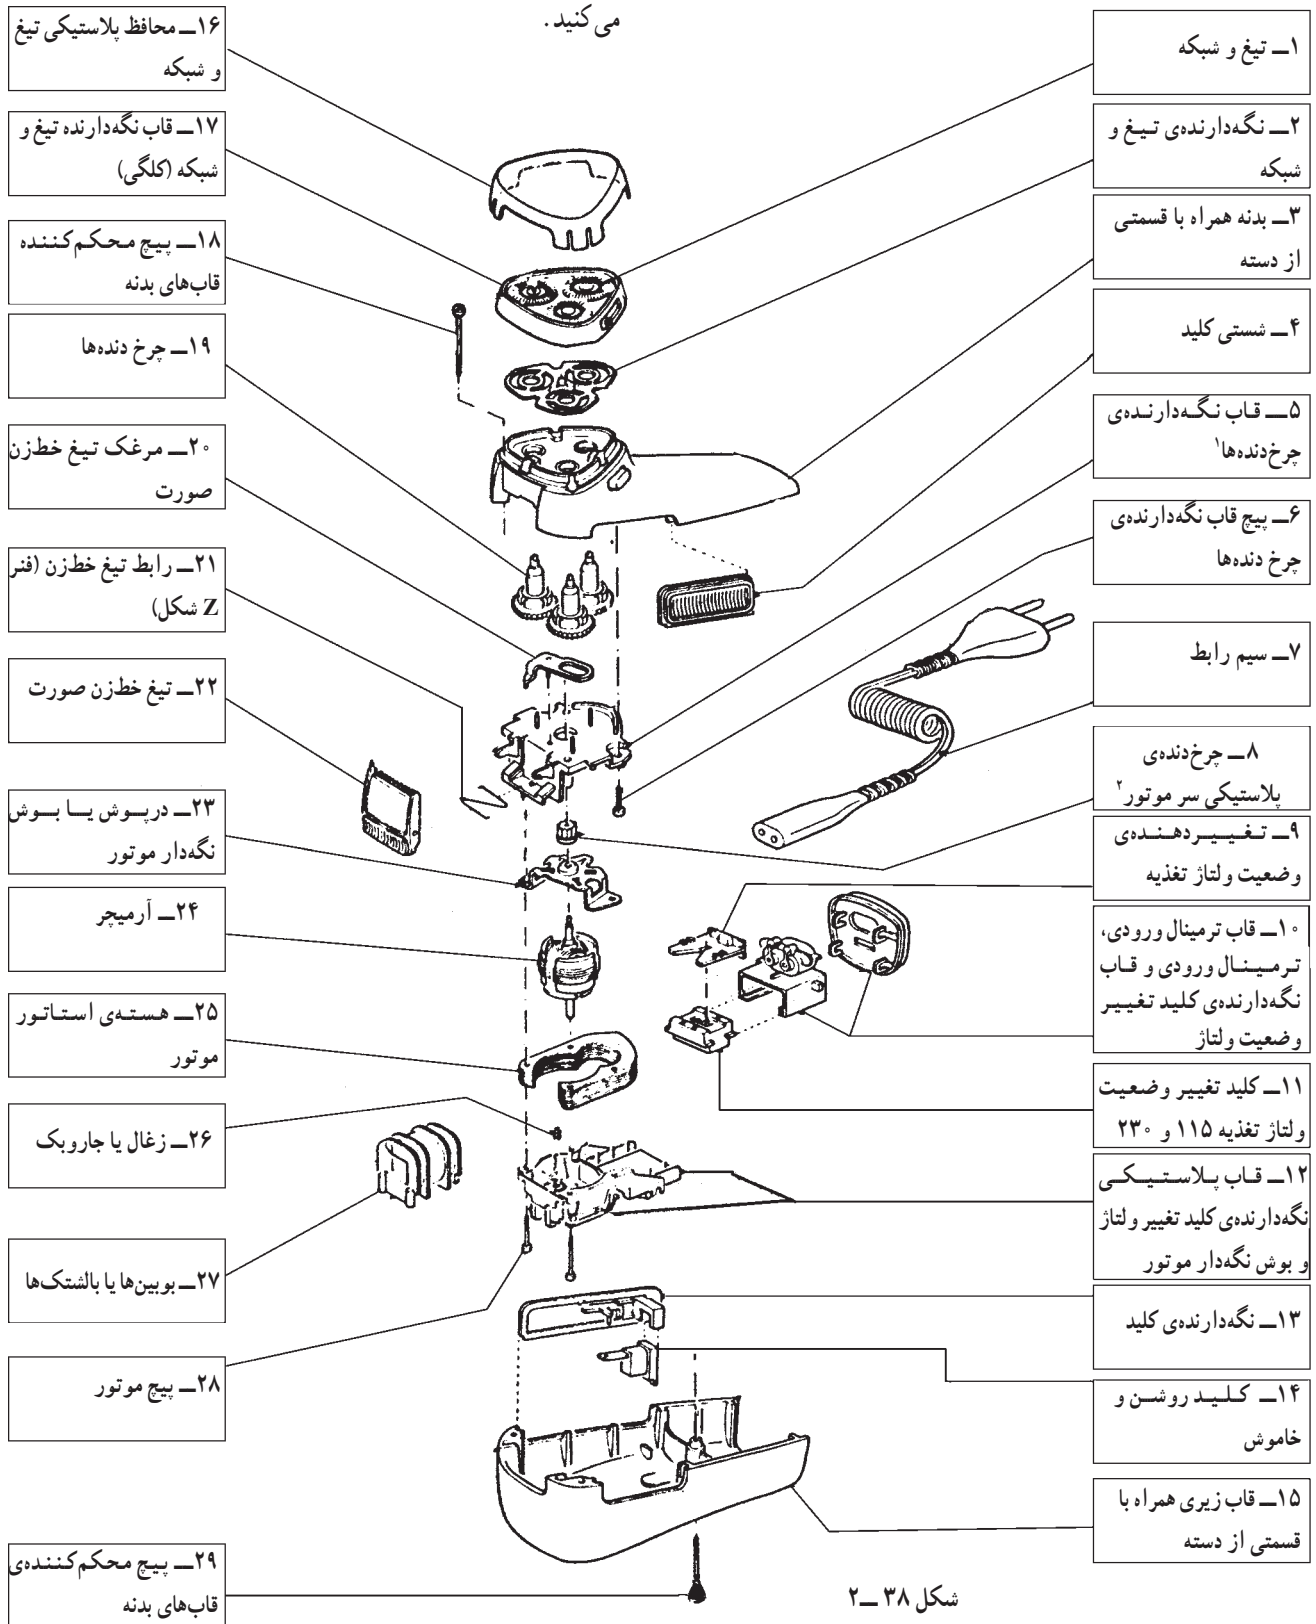 می‌کنید.
۱ــ تیغ و شبکه
۲ــ نگه‌دارنده‌ی تیغ و
شبکه
۳ــ بدنه همراه با قسمتی
از دسته
۴ــ شستی کلید
۵ــ قاب نگه‌دارنده‌ی
چرخ‌دنده‌ها۱
۶ــ پیچ قاب نگه‌دارنده‌ی
چرخ دنده‌ها
۷ــ سیم رابط
۸ــ چرخ‌دنده‌ی
پلاستیکی سر موتور۲
۹ــ تغییردهنده‌ی
وضعیت ولتاژ تغذیه
۱۰ــ قاب ترمینال ورودی،
ترمینال ورودی و قاب
نگه‌دارنده‌ی کلید تغییر
وضعیت ولتاژ
۱۱ــ کلید تغییر وضعیت
ولتاژ تغذیه ۱۱۵ و ۲۳۰
۱۲ــ قاب پلاستیکی
نگه‌دارنده‌ی کلید تغییر ولتاژ
و بوش نگه‌دار موتور
۱۳ــ نگه‌دارنده‌ی کلید
۱۴ــ کلید روشن و
خاموش
۱۵ــ قاب زیری همراه با
قسمتی از دسته
۱۶ــ محافظ پلاستیکی تیغ
و شبکه
۱۷ــ قاب نگه‌دارنده تیغ و
شبکه (کلگی)
۱۸ــ پیچ محکم‌کننده
قاب‌های بدنه
۱۹ــ چرخ دنده‌ها
۲۰ــ مرغک تیغ خط‌زن
صورت
۲۱ــ رابط تیغ خط‌زن (فنر
Z شکل)
۲۲ــ تیغ خط‌زن صورت
۲۳ــ درپوش یا بوش
نگه‌دار موتور
۲۴ــ آرمیچر
۲۵ــ هسته‌ی استاتور
موتور
۲۶ــ زغال یا جاروبک
۲۷ــ بوبین‌ها یا بالشتک‌ها
۲۸ــ پیچ موتور
۲۹ــ پیچ محکم‌کننده‌ی
قاب‌های بدنه
شکل ۳۸ ــ۲